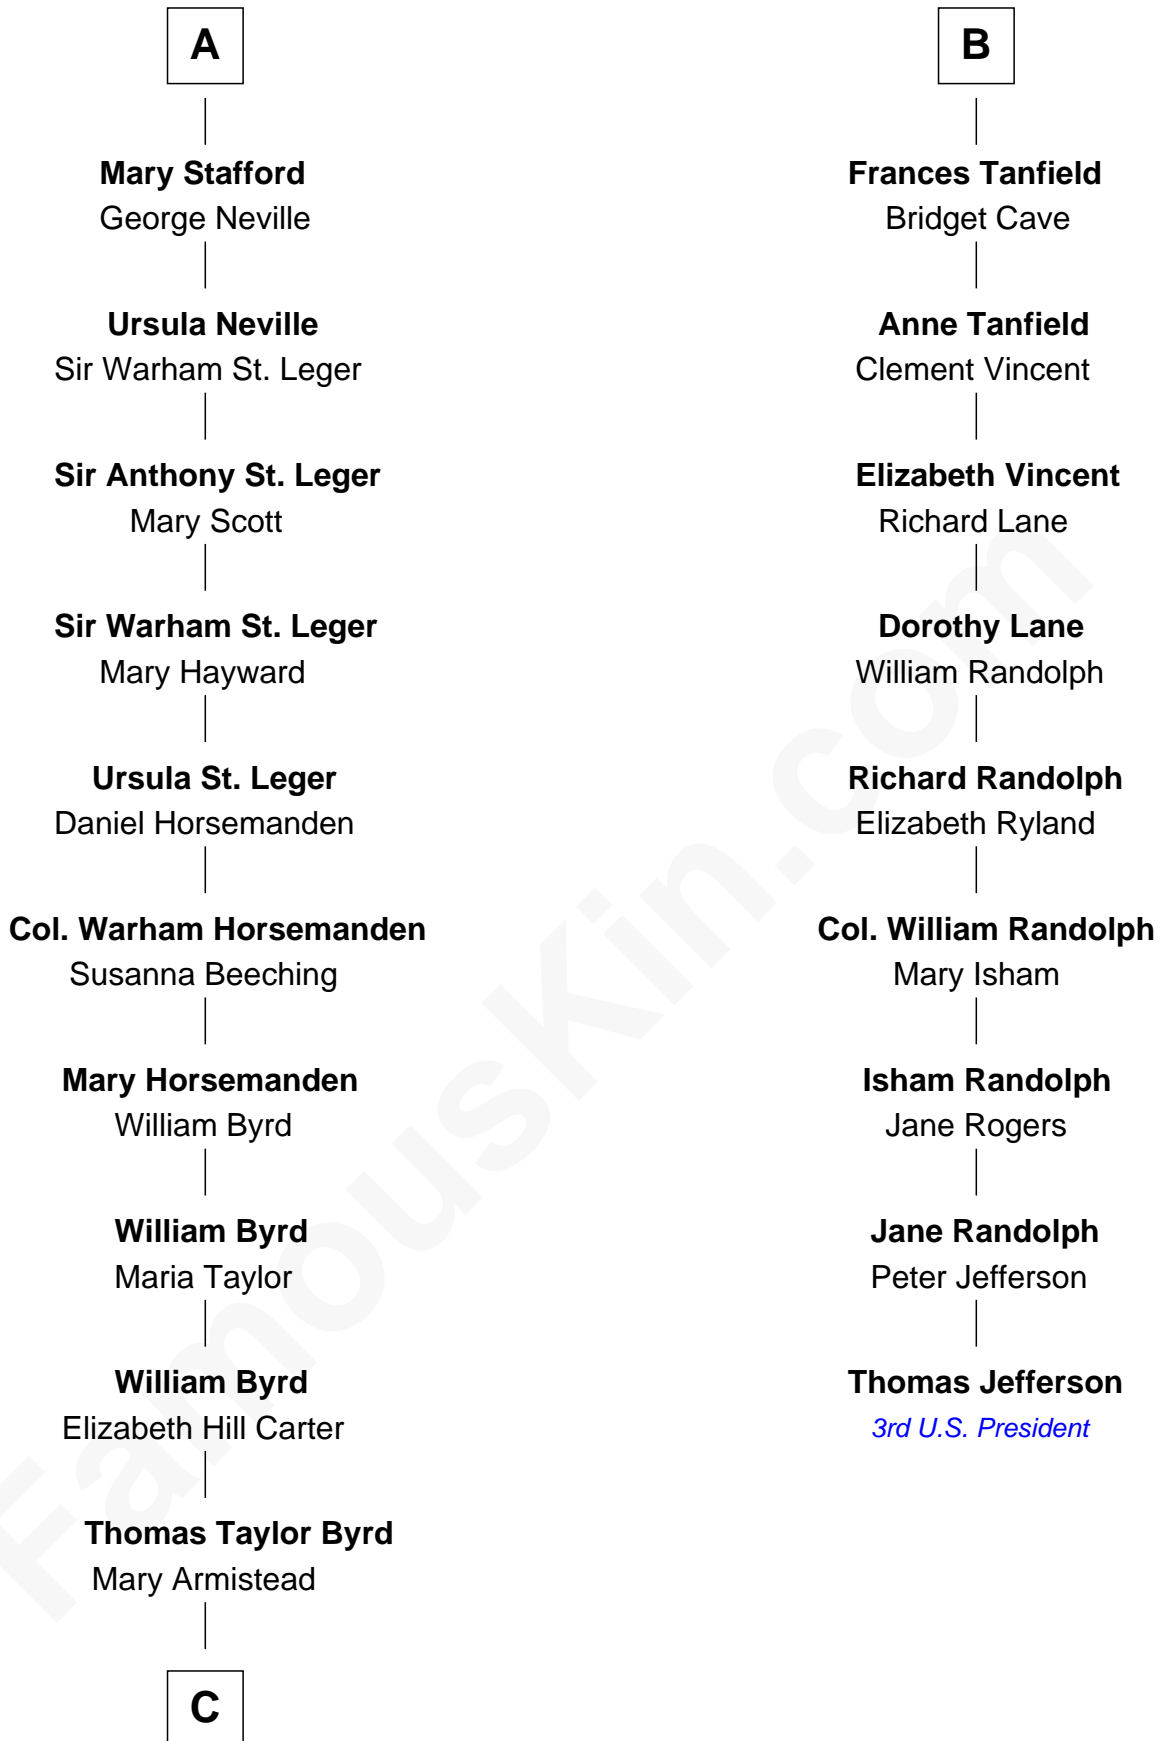 A
Mary Stafford
George Neville
Ursula Neville
Sir Warham St. Leger
Sir Anthony St. Leger
Mary Scott
Sir Warham St. Leger
Mary Hayward
Ursula St. Leger
Daniel Horsemanden
Col. Warham Horsemanden
Susanna Beeching
Mary Horsemanden
William Byrd
William Byrd
Maria Taylor
William Byrd
Elizabeth Hill Carter
Thomas Taylor Byrd
Mary Armistead
C
B
Frances Tanfield
Bridget Cave
Anne Tanfield
Clement Vincent
Elizabeth Vincent
Richard Lane
Dorothy Lane
William Randolph
Richard Randolph
Elizabeth Ryland
Col. William Randolph
Mary Isham
Isham Randolph
Jane Rogers
Jane Randolph
Peter Jefferson
Thomas Jefferson
3rd U.S. President
FamousKin.com